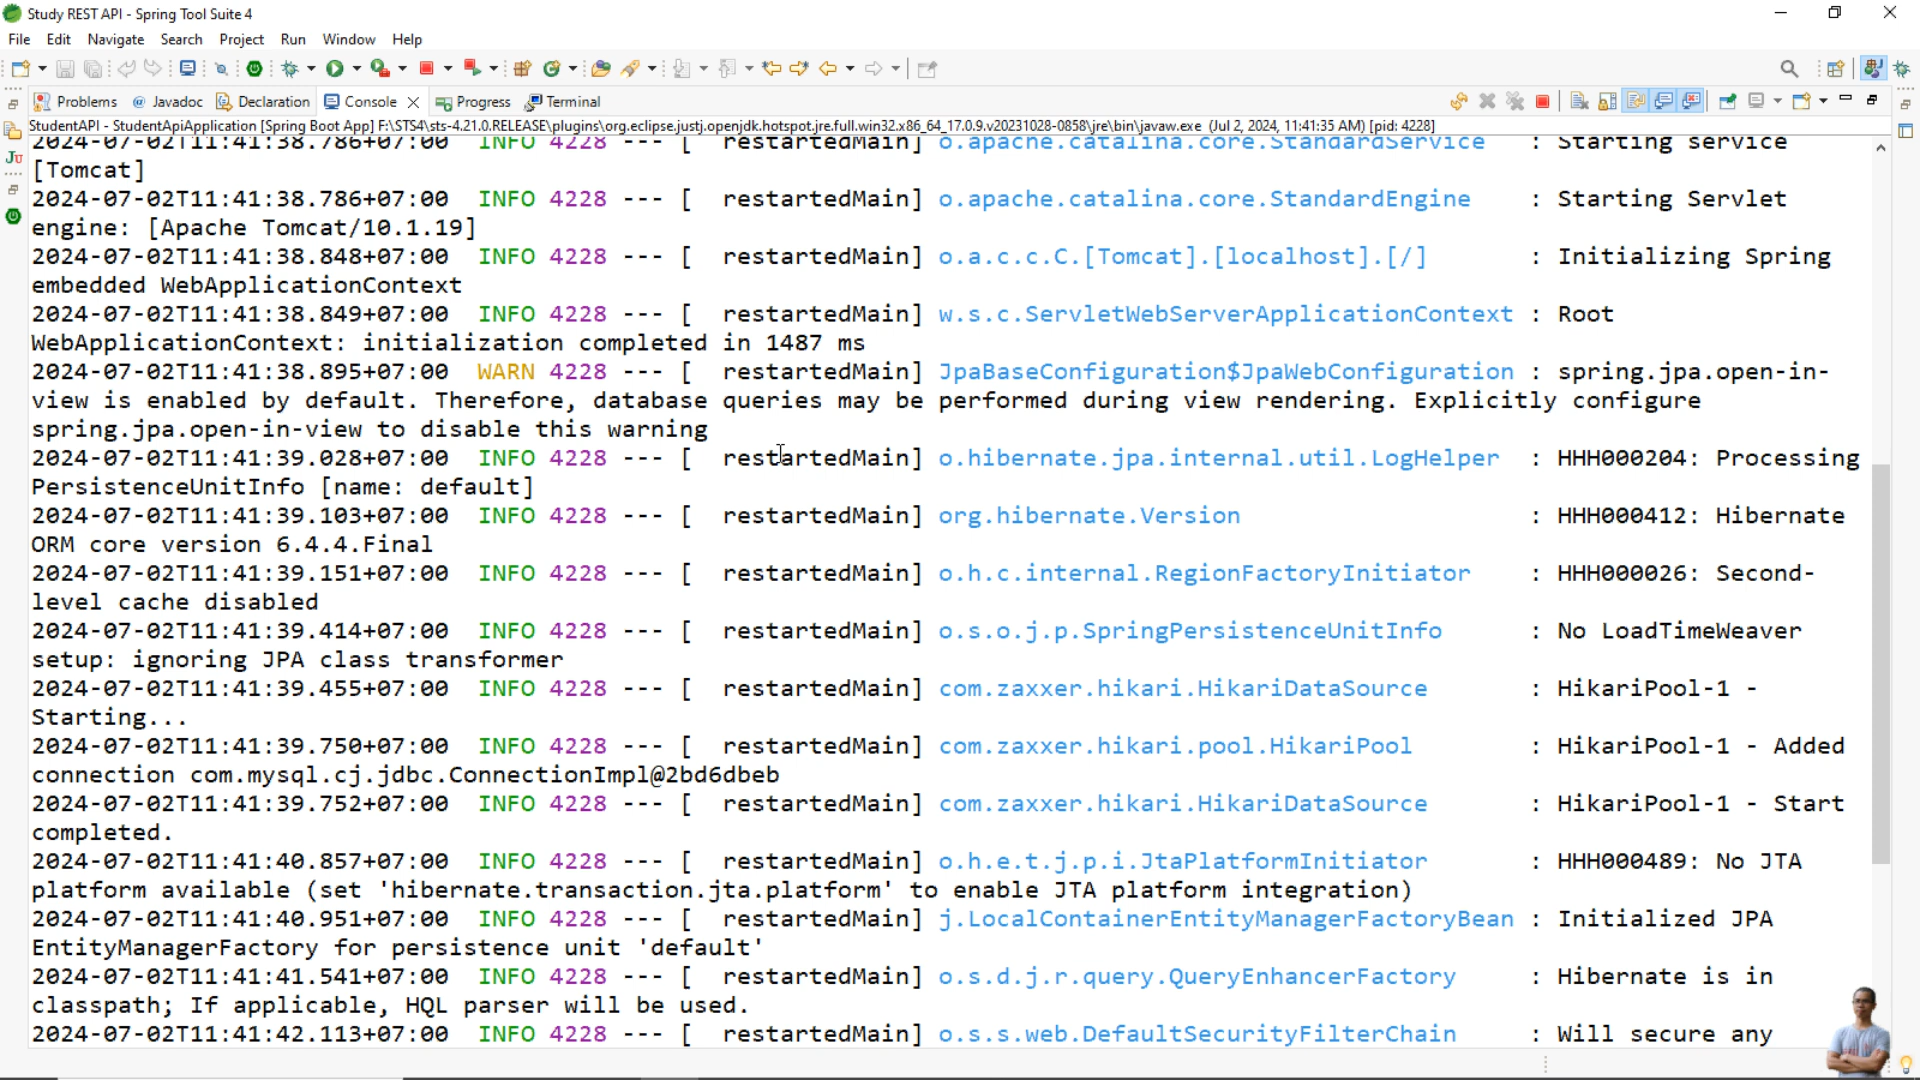 Study REST API - Spring Tool Suite 4
File Edit Navigate Search Project Run Window Help
Problems @ Javadoc Declaration Console Progress Terminal
StudentAPI - StudentApiApplication [Spring Boot App] F:\STS4\sts-4.21.0.RELEASE\plugins\org.eclipse.justj.openjdk.hotspot.jre.full.win32.x86_64_17.0.9.v20231028-0858\jre\bin\javaw.exe (Jul 2, 2024, 11:41:35 AM) [pid: 4228]
2024-07-02T11:41:38.786+07:00 INFO 4228 --- [ restartedMain] o.apache.catalina.core.StandardService : Starting service
[Tomcat]
2024-07-02T11:41:38.786+07:00 INFO 4228 --- [ restartedMain] o.apache.catalina.core.StandardEngine : Starting Servlet
engine: [Apache Tomcat/10.1.19]
2024-07-02T11:41:38.848+07:00 INFO 4228 --- [ restartedMain] o.a.c.c.C.[Tomcat].[localhost].[/] : Initializing Spring
embedded WebApplicationContext
2024-07-02T11:41:38.849+07:00 INFO 4228 --- [ restartedMain] w.s.c.ServletWebServerApplicationContext : Root
WebApplicationContext: initialization completed in 1487 ms
2024-07-02T11:41:38.895+07:00 WARN 4228 --- [ restartedMain] JpaBaseConfiguration$JpaWebConfiguration : spring.jpa.open-in-
view is enabled by default. Therefore, database queries may be performed during view rendering. Explicitly configure
spring.jpa.open-in-view to disable this warning
2024-07-02T11:41:39.028+07:00 INFO 4228 --- [ restartedMain] o.hibernate.jpa.internal.util.LogHelper : HHH000204: Processing
PersistenceUnitInfo [name: default]
2024-07-02T11:41:39.103+07:00 INFO 4228 --- [ restartedMain] org.hibernate.Version : HHH000412: Hibernate
ORM core version 6.4.4.Final
2024-07-02T11:41:39.151+07:00 INFO 4228 --- [ restartedMain] o.h.c.internal.RegionFactoryInitiator : HHH000026: Second-
level cache disabled
2024-07-02T11:41:39.414+07:00 INFO 4228 --- [ restartedMain] o.s.o.j.p.SpringPersistenceUnitInfo : No LoadTimeWeaver
setup: ignoring JPA class transformer
2024-07-02T11:41:39.455+07:00 INFO 4228 --- [ restartedMain] com.zaxxer.hikari.HikariDataSource : HikariPool-1 -
Starting...
2024-07-02T11:41:39.750+07:00 INFO 4228 --- [ restartedMain] com.zaxxer.hikari.pool.HikariPool : HikariPool-1 - Added
connection com.mysql.cj.jdbc.ConnectionImpl@2bd6dbeb
2024-07-02T11:41:39.752+07:00 INFO 4228 --- [ restartedMain] com.zaxxer.hikari.HikariDataSource : HikariPool-1 - Start
completed.
2024-07-02T11:41:40.857+07:00 INFO 4228 --- [ restartedMain] o.h.e.t.j.p.i.JtaPlatformInitiator : HHH000489: No JTA
platform available (set 'hibernate.transaction.jta.platform' to enable JTA platform integration)
2024-07-02T11:41:40.951+07:00 INFO 4228 --- [ restartedMain] j.LocalContainerEntityManagerFactoryBean : Initialized JPA
EntityManagerFactory for persistence unit 'default'
2024-07-02T11:41:41.541+07:00 INFO 4228 --- [ restartedMain] o.s.d.j.r.query.QueryEnhancerFactory : Hibernate is in
classpath; If applicable, HQL parser will be used.
2024-07-02T11:41:42.113+07:00 INFO 4228 --- [ restartedMain] o.s.s.web.DefaultSecurityFilterChain : Will secure any